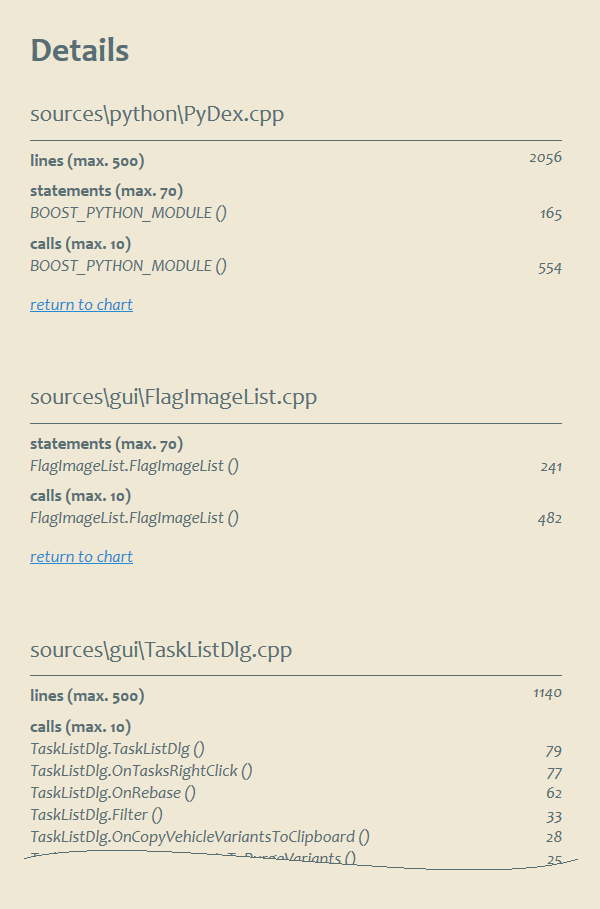 Details
sources\python\PyDex.cpp
lines (max. 500) 2056
statements (max. 70)
BOOST_PYTHON_MODULE () 165
calls (max. 10)
BOOST_PYTHON_MODULE () 554
return to chart
sources\gui\FlagImageList.cpp
statements (max. 70)
FlagImageList.FlagImageList () 241
calls (max. 10)
FlagImageList.FlagImageList () 482
return to chart
sources\gui\TaskListDlg.cpp
lines (max. 500) 1140
calls (max. 10)
TaskListDlg.TaskListDlg () 79
TaskListDlg.OnTasksRightClick () 77
TaskListDlg.OnRebase () 62
TaskListDlg.Filter () 33
TaskListDlg.OnCopyVehicleVariantsToClipboard () 28
25